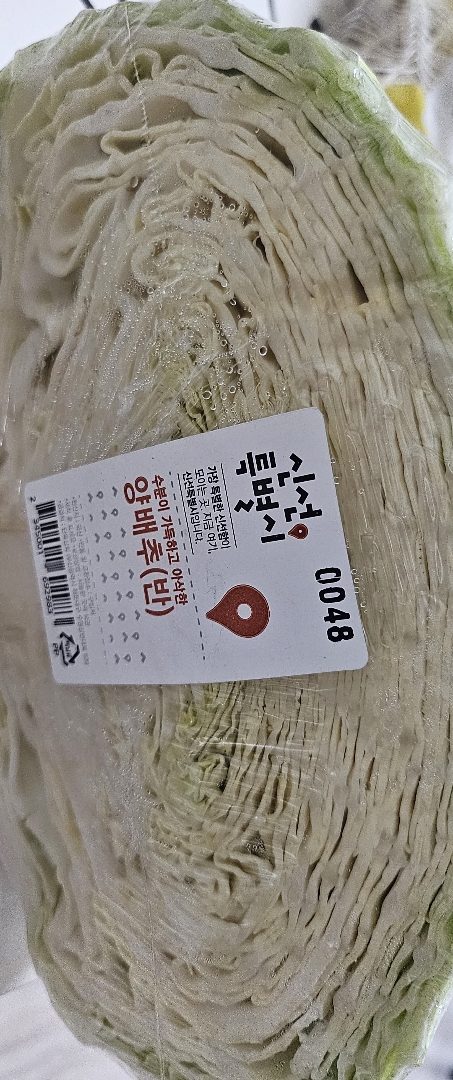 0048
신선
특별시
가장 특별한 신선함이
모이는 곳, 지금 여기,
신선특별시입니다.
수분이 가득하고 아삭한
양배추(반)